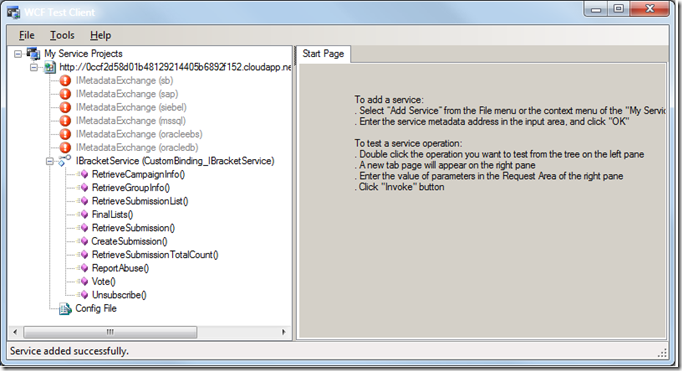 WCF Test Client
File Tools Help
My Service Projects
http://0ccf2d58d01b48129214405b6892f152.cloudapp.ne
IMetadataExchange (sb)
IMetadataExchange (sap)
IMetadataExchange (siebel)
IMetadataExchange (mssql)
IMetadataExchange (oracleebs)
IMetadataExchange (oracledb)
IBracketService (CustomBinding_IBracketService)
RetrieveCampaignInfo()
RetrieveGroupInfo()
RetrieveSubmissionList()
FinalLists()
RetrieveSubmission()
CreateSubmission()
RetrieveSubmissionTotalCount()
ReportAbuse()
Vote()
Unsubscribe()
Config File
Start Page
To add a service:
. Select "Add Service" from the File menu or the context menu of the "My Servi
. Enter the service metadata address in the input area, and click "OK"
To test a service operation:
. Double click the operation you want to test from the tree on the left pane
. A new tab page will appear on the right pane
. Enter the value of parameters in the Request Area of the right pane
. Click "Invoke" button
Service added successfully.